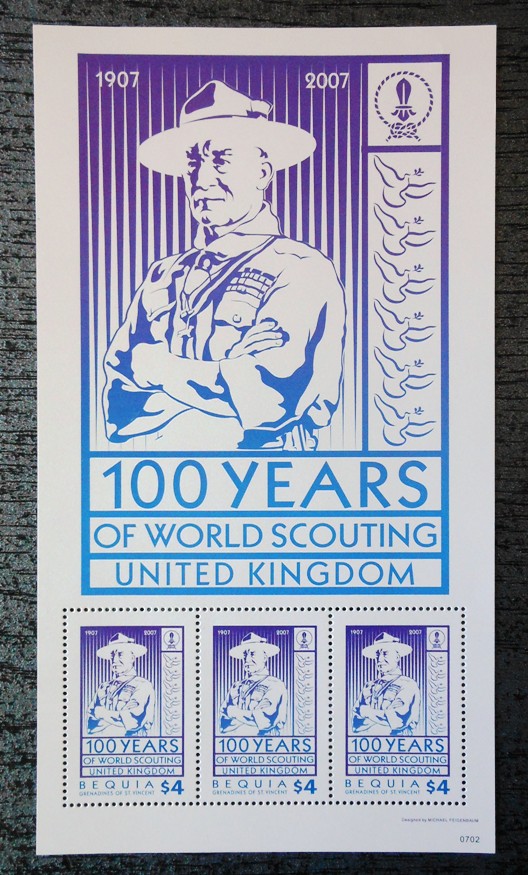 1907 2007
100 YEARS
OF WORLD SCOUTING
UNITED KINGDOM
1907 2007
100 YEARS
OF WORLD SCOUTING
UNITED KINGDOM
BEQUIA $4
GRENADINES OF ST VINCENT
1907 2007
100 YEARS
OF WORLD SCOUTING
UNITED KINGDOM
BEQUIA $4
GRENADINES OF ST VINCENT
1907 2007
100 YEARS
OF WORLD SCOUTING
UNITED KINGDOM
BEQUIA $4
GRENADINES OF ST VINCENT
Designed by MICHAEL FEIGENBAUM
0702